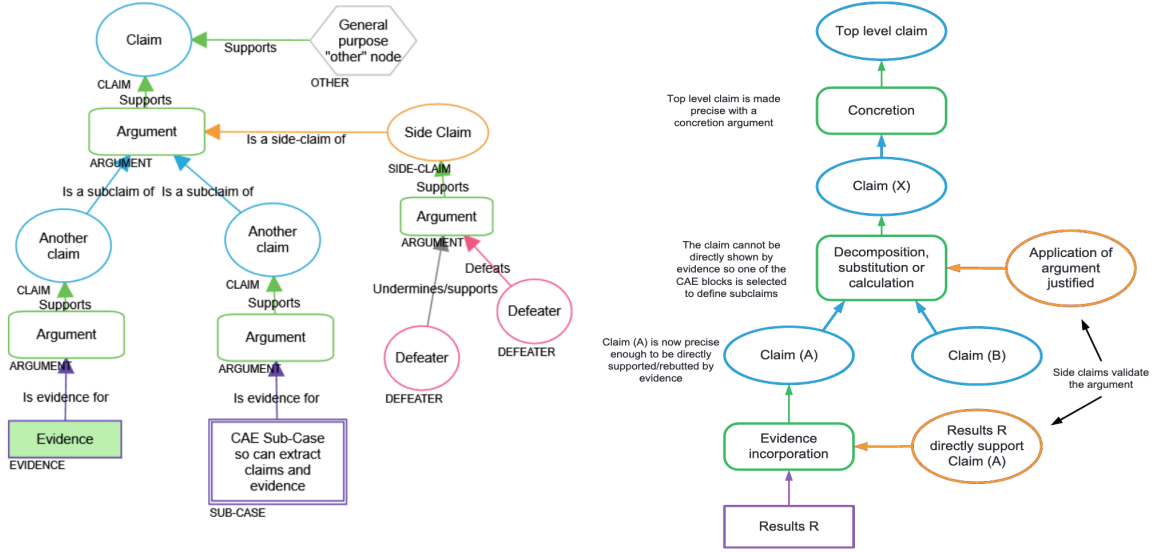 Claim
CLAIM
Supports
General
purpose
"other" node
OTHER
Supports
Argument
ARGUMENT
Is a side-claim of
Side Claim
SIDE-CLAIM
Supports
Is a subclaim of
Is a subclaim of
Another
claim
CLAIM
Supports
Another
claim
CLAIM
Supports
Argument
ARGUMENT
Defeats
Undermines/supports
Defeater
DEFEATER
Defeater
DEFEATER
Argument
ARGUMENT
Argument
ARGUMENT
Is evidence for
Is evidence for
Evidence
EVIDENCE
CAE Sub-Case
so can extract
claims and
evidence
SUB-CASE
Top level claim
Top level claim is made
precise with a
concretion argument
Concretion
Claim (X)
The claim cannot be
directly shown by
evidence so one of the
CAE blocks is selected
to define subclaims
Decomposition,
substitution or
calculation
Application of
argument
justified
Claim (A) is now precise
enough to be directly
supported/rebutted by
evidence
Claim (A)
Claim (B)
Side claims validate
the argument
Evidence
incorporation
Results R
directly support
Claim (A)
Results R